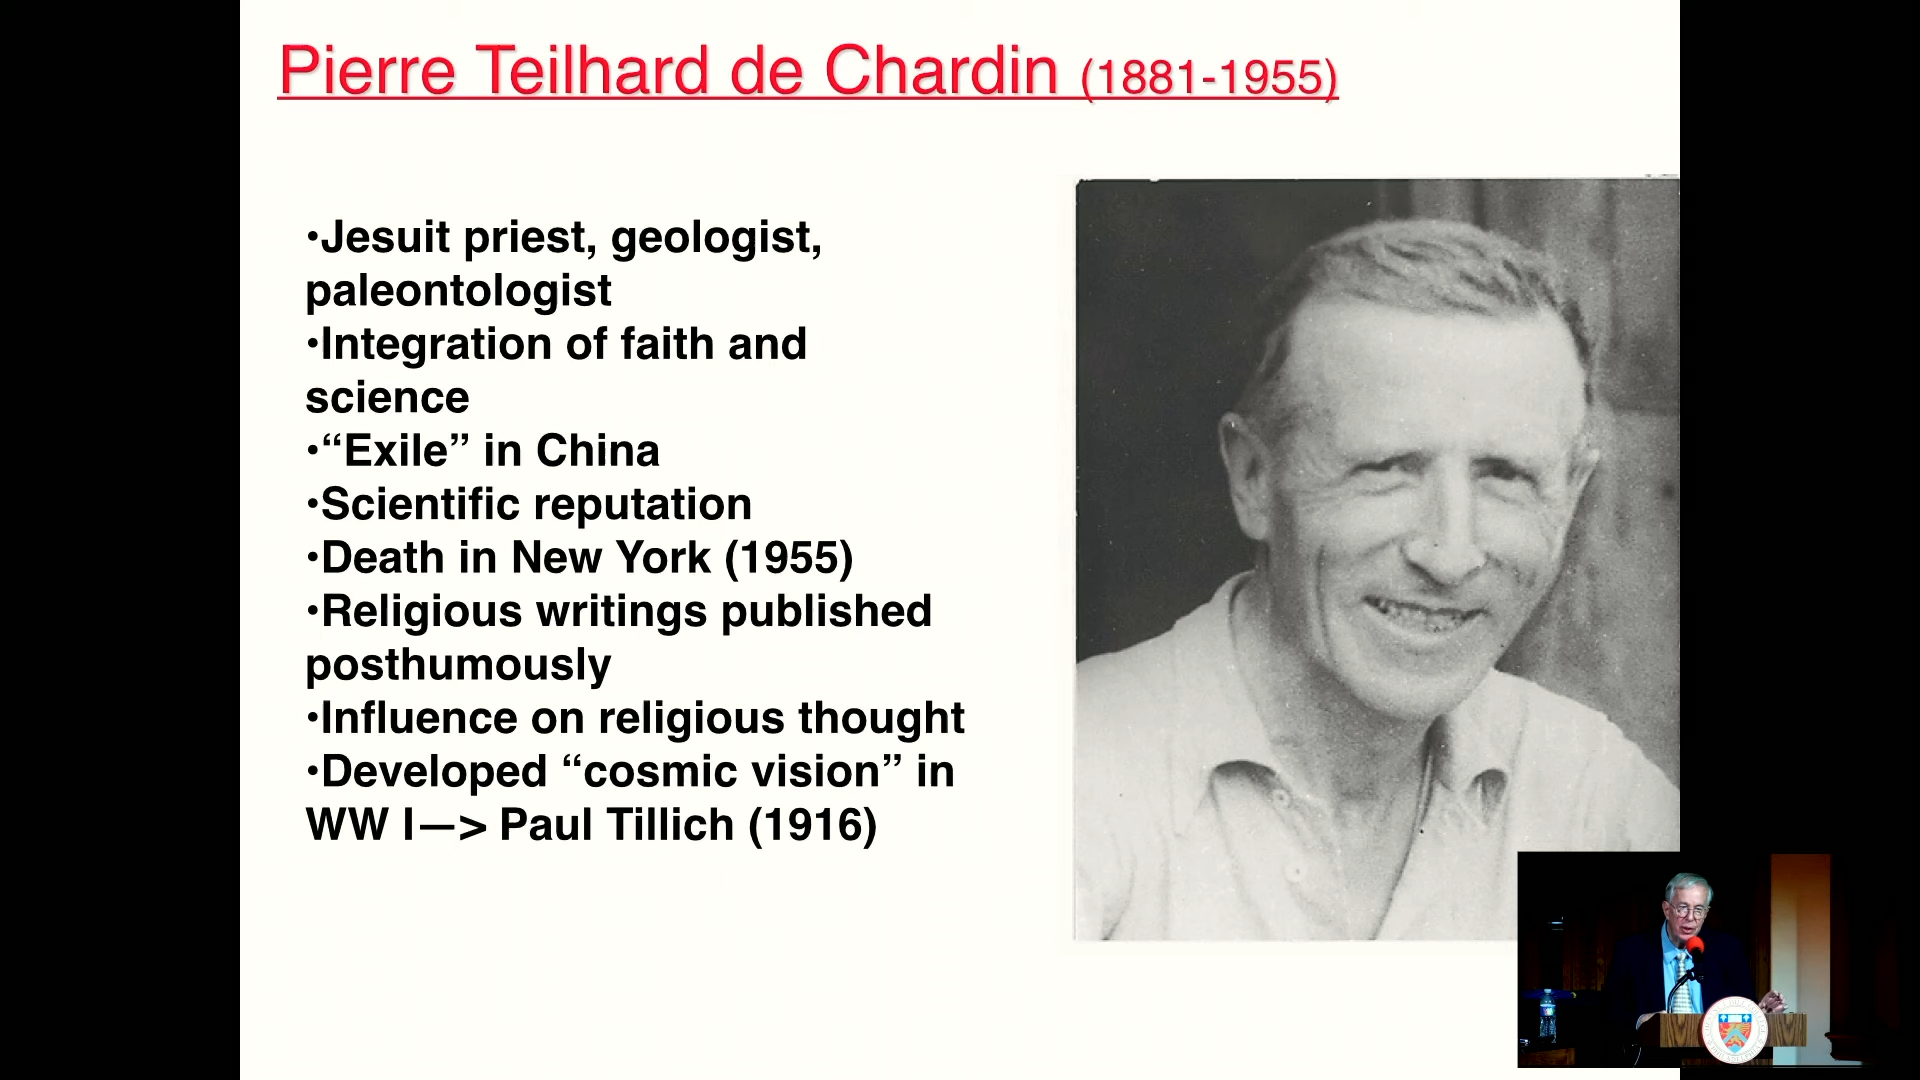 Pierre Teilhard de Chardin (1881-1955)
•Jesuit priest, geologist,
paleontologist
•Integration of faith and
science
•“Exile” in China
•Scientific reputation
•Death in New York (1955)
•Religious writings published
posthumously
•Influence on religious thought
•Developed “cosmic vision” in
WW I—> Paul Tillich (1916)